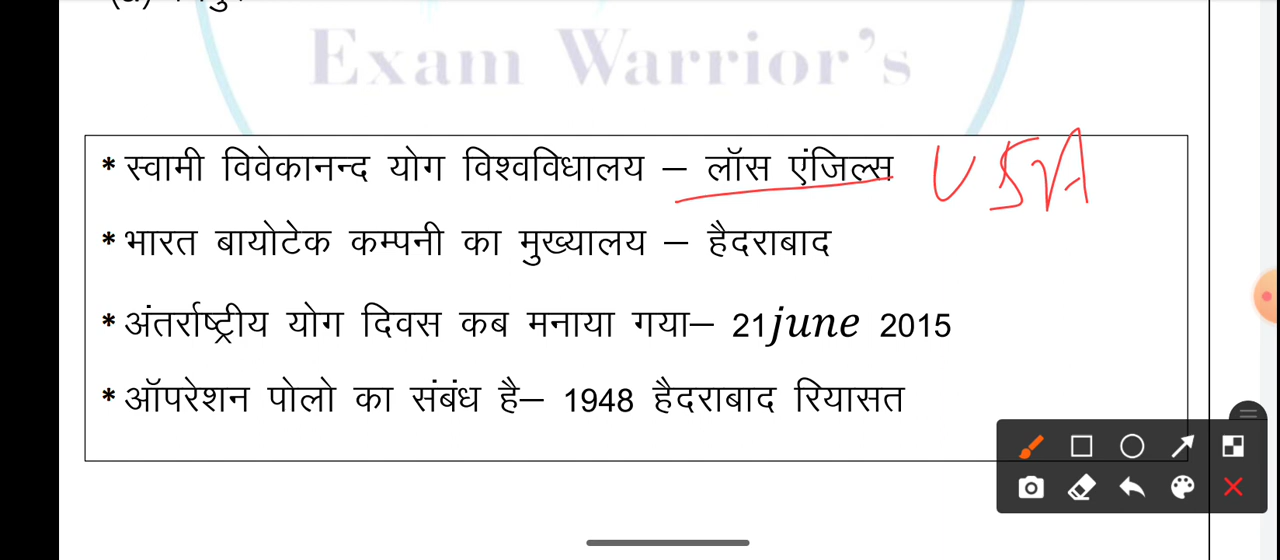 Exam Warrior's
* स्वामी विवेकानन्द योग विश्वविधालय – लॉस एंजिल्स USA
* भारत बायोटेक कम्पनी का मुख्यालय – हैदराबाद
* अंतर्राष्ट्रीय योग दिवस कब मनाया गया– 21june 2015
* ऑपरेशन पोलो का संबंध है– 1948 हैदराबाद रियासत